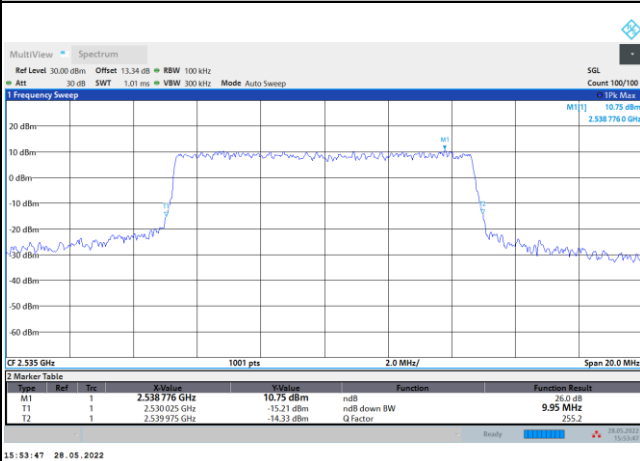 MultiView Spectrum
Ref Level 30.00 dBm Offset 13.34 dB RBW 100 kHz SGL
Att 30 dB SWT 1.01 ms VBW 300 kHz Mode Auto Sweep Count 100/100
1 Frequency Sweep 1Pk Max
M1[1] 10.75 dBm
2.538 776 0 GHz
20 dBm
M1
10 dBm
0 dBm
-10 dBm
T1 T2
-20 dBm
-30 dBm
-40 dBm
-50 dBm
-60 dBm
CF 2.535 GHz 1001 pts 2.0 MHz/ Span 20.0 MHz
2 Marker Table
Type Ref Trc X-Value Y-Value Function Function Result
M1 1 2.538 776 GHz 10.75 dBm ndB 26.0 dB
T1 1 2.530 025 GHz -15.21 dBm ndB down BW 9.95 MHz
T2 1 2.539 975 GHz -14.33 dBm Q Factor 255.2
Ready 28.05.2022
15:53:47
15:53:47 28.05.2022